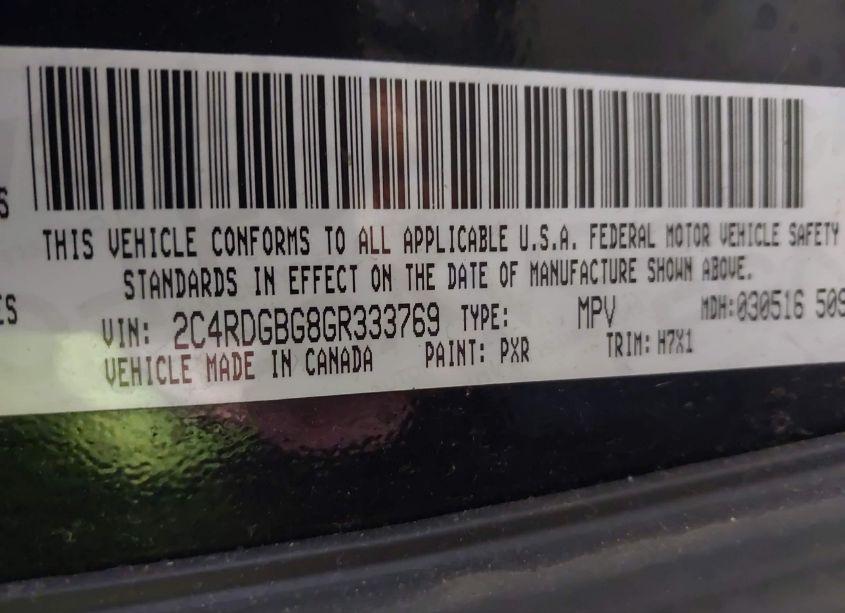 THIS VEHICLE CONFORMS TO ALL APPLICABLE U.S.A. FEDERAL MOTOR VEHICLE SAFETY
STANDARDS IN EFFECT ON THE DATE OF MANUFACTURE SHOWN ABOVE.
VIN: 2C4RDGBG8GR333769 TYPE: MPV MDH: 030516 509
VEHICLE MADE IN CANADA PAINT: PXR TRIM: H7X1